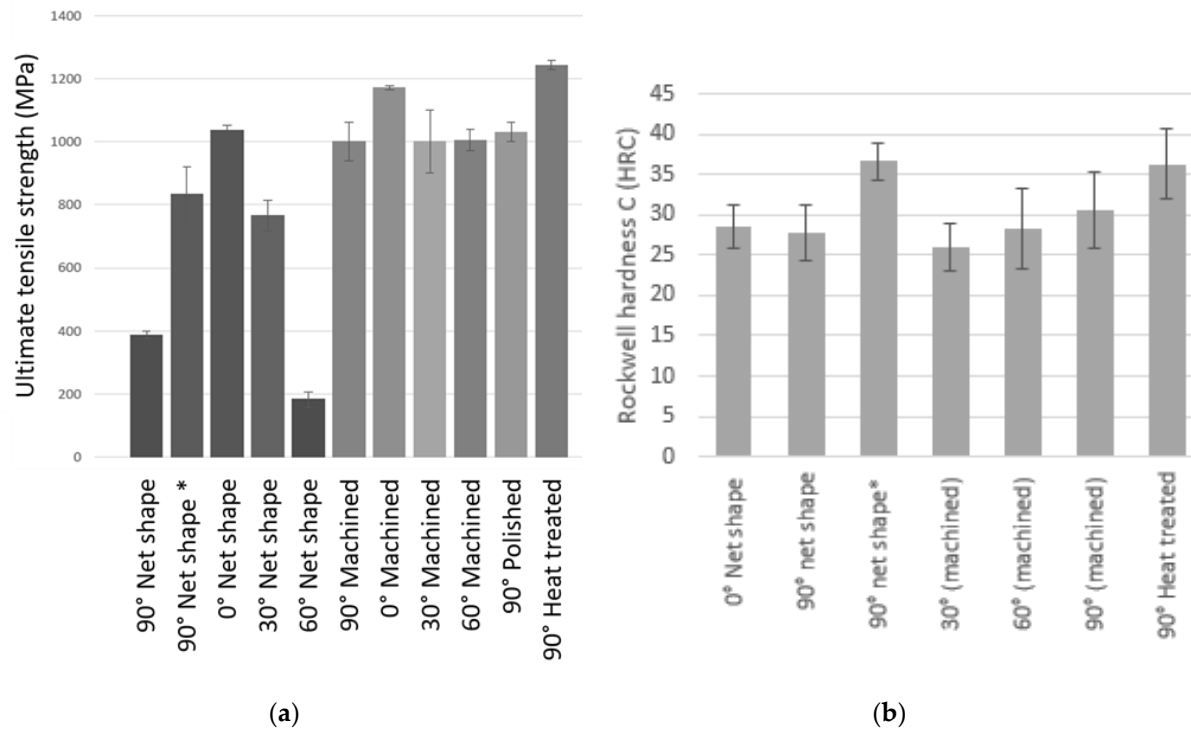 Ultimate tensile strength (MPa)
1400
1200
1000
800
600
400
200
0
90° Net shape
90° Net shape *
0° Net shape
30° Net shape
60° Net shape
90° Machined
0° Machined
30° Machined
60° Machined
90° Polished
90° Heat treated
(a)
Rockwell hardness C (HRC)
45
40
35
30
25
20
15
10
5
0
0° Net shape
90° net shape
90° net shape*
30° (machined)
60° (machined)
90° (machined)
90° Heat treated
(b)